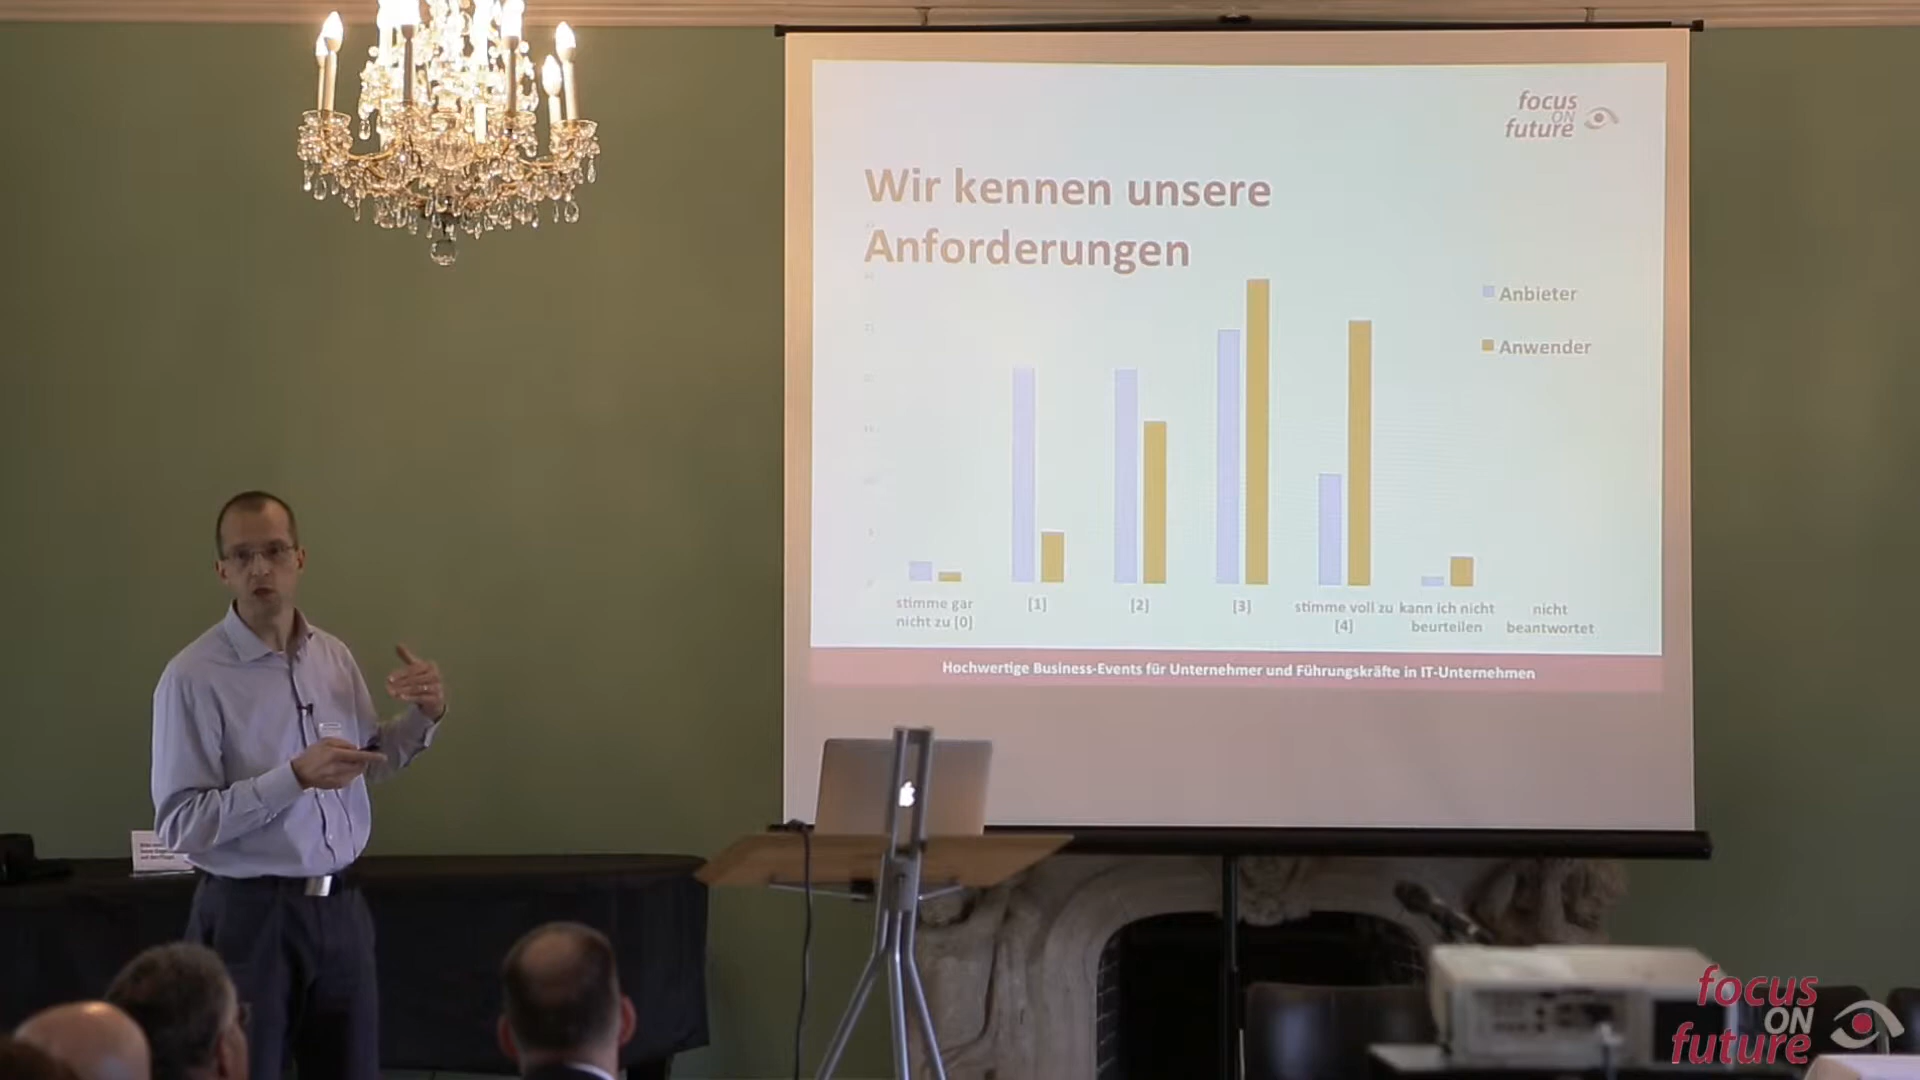 focus
ON
future
Wir kennen unsere
Anforderungen
Anbieter
Anwender
stimme gar
nicht zu [0]
[1]
[2]
[3]
stimme voll zu
[4]
kann ich nicht
beurteilen
nicht
beantwortet
Hochwertige Business-Events für Unternehmer und Führungskräfte in IT-Unternehmen
focus
ON
future